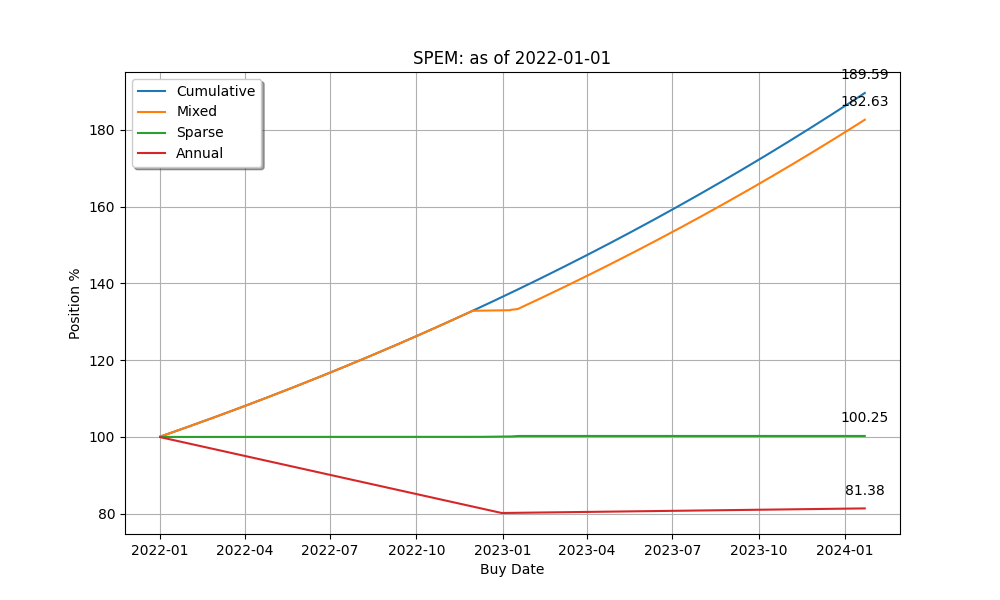 SPEM: as of 2022-01-01
Cumulative
Mixed
Sparse
Annual
189.59
182.63
100.25
81.38
Position %
180
160
140
120
100
80
2022-01 2022-04 2022-07 2022-10 2023-01 2023-04 2023-07 2023-10 2024-01
Buy Date